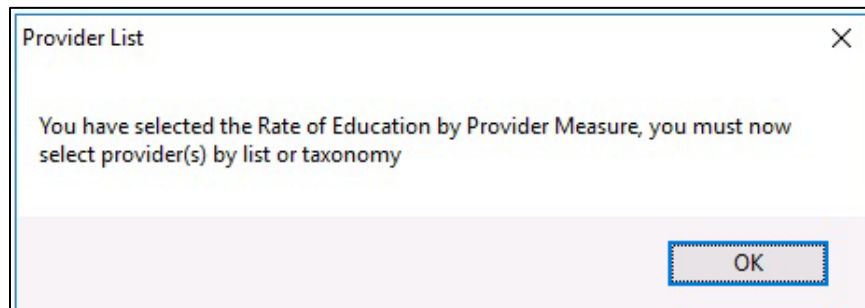 Provider List
You have selected the Rate of Education by Provider Measure, you must now
select provider(s) by list or taxonomy
OK